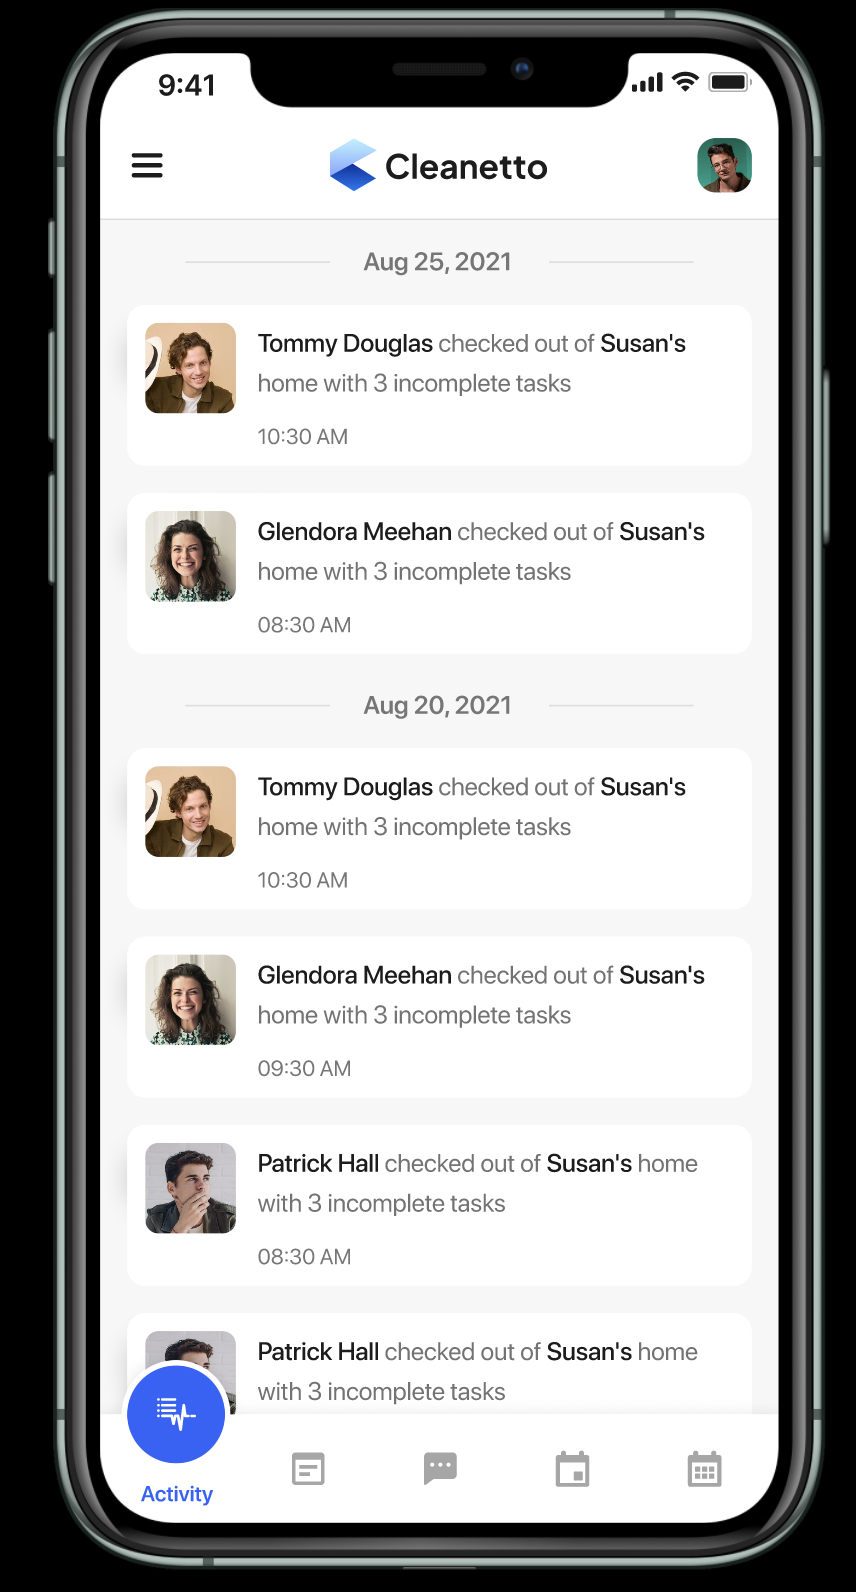 9:41
Cleanetto
Aug 25, 2021
Tommy Douglas checked out of Susan's
home with 3 incomplete tasks
10:30 AM
Glendora Meehan checked out of Susan's
home with 3 incomplete tasks
08:30 AM
Aug 20, 2021
Tommy Douglas checked out of Susan's
home with 3 incomplete tasks
10:30 AM
Glendora Meehan checked out of Susan's
home with 3 incomplete tasks
09:30 AM
Patrick Hall checked out of Susan's home
with 3 incomplete tasks
08:30 AM
Patrick Hall checked out of Susan's home
with 3 incomplete tasks
Activity